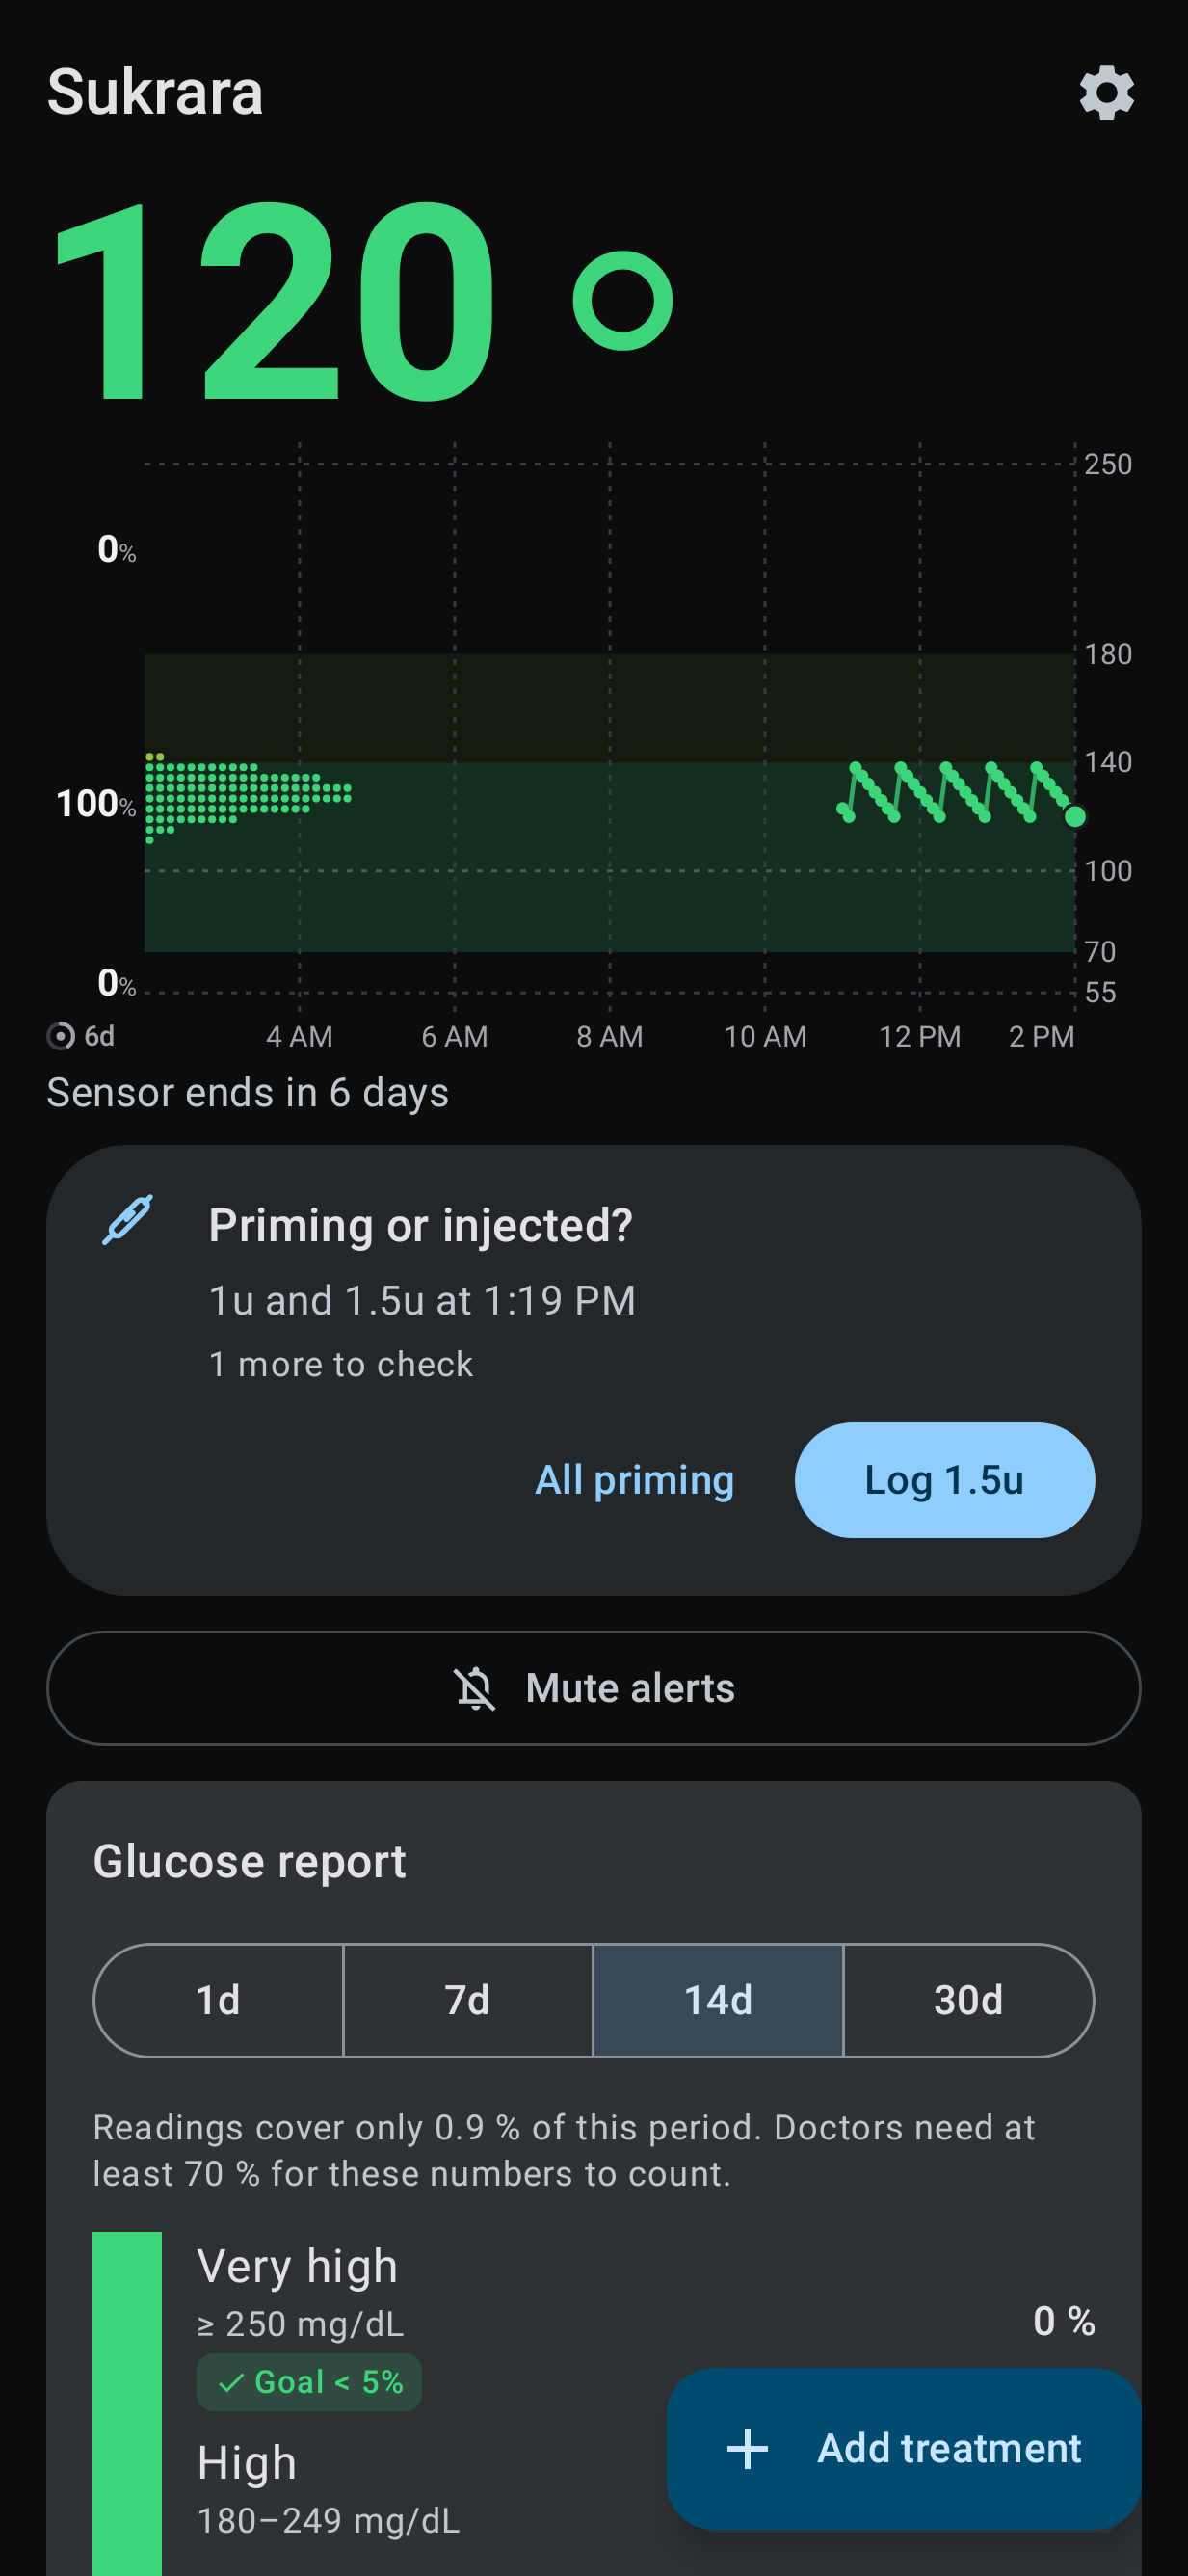 Sukrara
120
250
0%
180
140
100%
100
70
0%
55
6d
4 AM
6 AM
8 AM
10 AM
12 PM
2 PM
Sensor ends in 6 days
Priming or injected?
1u and 1.5u at 1:19 PM
1 more to check
All priming
Log 1.5u
Mute alerts
Glucose report
1d
7d
14d
30d
Readings cover only 0.9 % of this period. Doctors need at
least 70 % for these numbers to count.
Very high
≥ 250 mg/dL
0 %
Goal < 5%
Add treatment
High
180–249 mg/dL